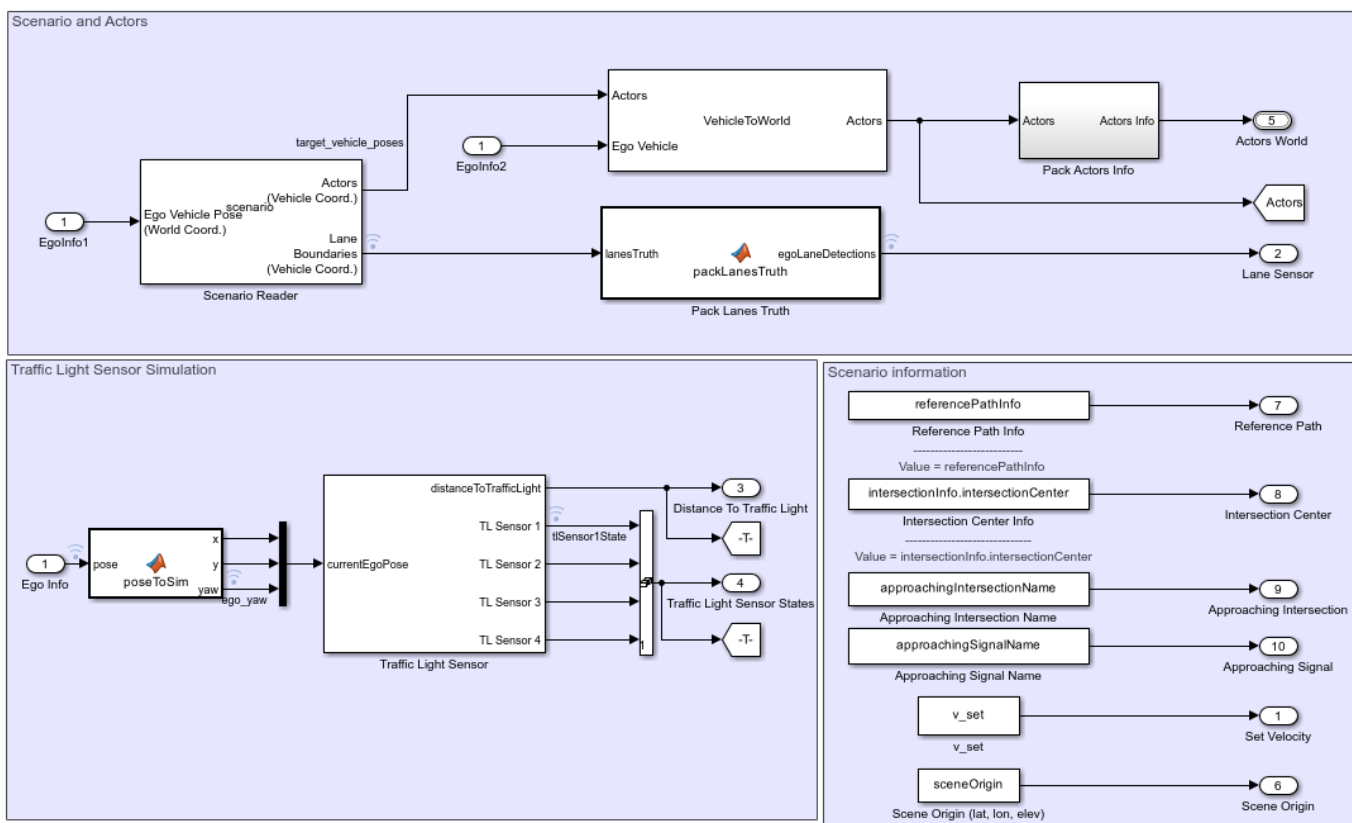 Scenario and Actors
Actors
VehicleToWorld
Actors
Ego Vehicle
target_vehicle_poses
1
EgoInfo2
Actors
Actors Info
Pack Actors Info
5
Actors World
Actors
1
EgoInfo1
Ego Vehicle Pose
(World Coord.)
scenario
Actors
(Vehicle Coord.)
Lane
Boundaries
(Vehicle Coord.)
Scenario Reader
lanesTruth
packLanesTruth
egoLaneDetections
Pack Lanes Truth
2
Lane Sensor
Traffic Light Sensor Simulation
1
Ego Info
pose
poseToSim
x
y
yaw
ego_yaw
currentEgoPose
distanceToTrafficLight
TL Sensor 1
TL Sensor 2
TL Sensor 3
TL Sensor 4
Traffic Light Sensor
tlSensor1State
1
3
Distance To Traffic Light
-T-
4
Traffic Light Sensor States
-T-
Scenario information
referencePathInfo
Reference Path Info
---------------------------
Value = referencePathInfo
7
Reference Path
intersectionInfo.intersectionCenter
Intersection Center Info
-------------------------------
Value = intersectionInfo.intersectionCenter
8
Intersection Center
approachingIntersectionName
Approaching Intersection Name
9
Approaching Intersection
approachingSignalName
Approaching Signal Name
10
Approaching Signal
v_set
v_set
1
Set Velocity
sceneOrigin
Scene Origin (lat, lon, elev)
6
Scene Origin